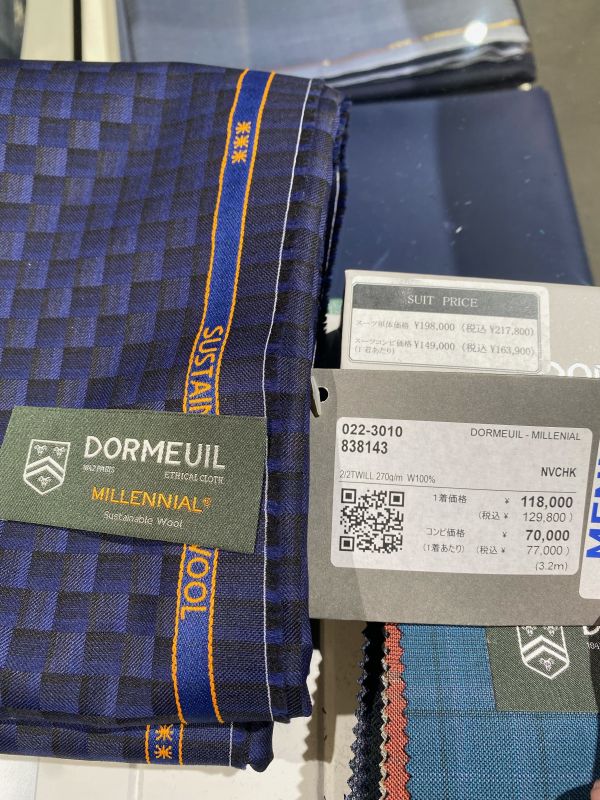 SUSTAIN
WOOL
DORMEUIL
1842 PARIS
ETHICAL CLOTH
MILLENNIAL®
Sustainable Wool
SUIT PRICE
スーツ単体価格 ¥198,000 (税込 ¥217,800)
スーツコンビ価格 ¥149,000 (税込 ¥163,900)
(1着あたり)
022-3010
DORMEUIL - MILLENIAL
838143
2/2TWILL 270g/m W100%
NVCHK
1着価格 ¥ 118,000
(税込 ¥ 129,800)
コンビ価格 ¥ 70,000
(1着あたり) (税込 ¥ 77,000)
(3.2m)